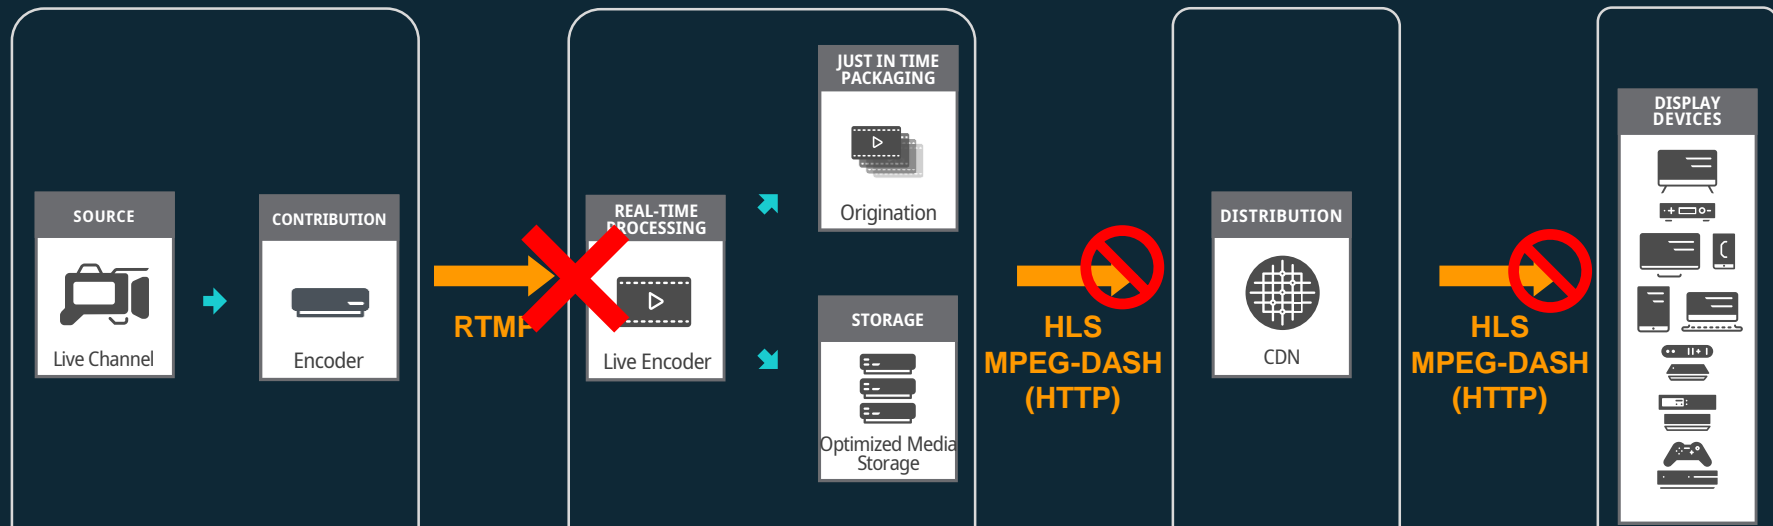 SOURCE
Live Channel
CONTRIBUTION
Encoder
RTMP
REAL-TIME
PROCESSING
Live Encoder
JUST IN TIME
PACKAGING
Origination
STORAGE
Optimized Media
Storage
HLS
MPEG-DASH
(HTTP)
DISTRIBUTION
CDN
HLS
MPEG-DASH
(HTTP)
DISPLAY
DEVICES